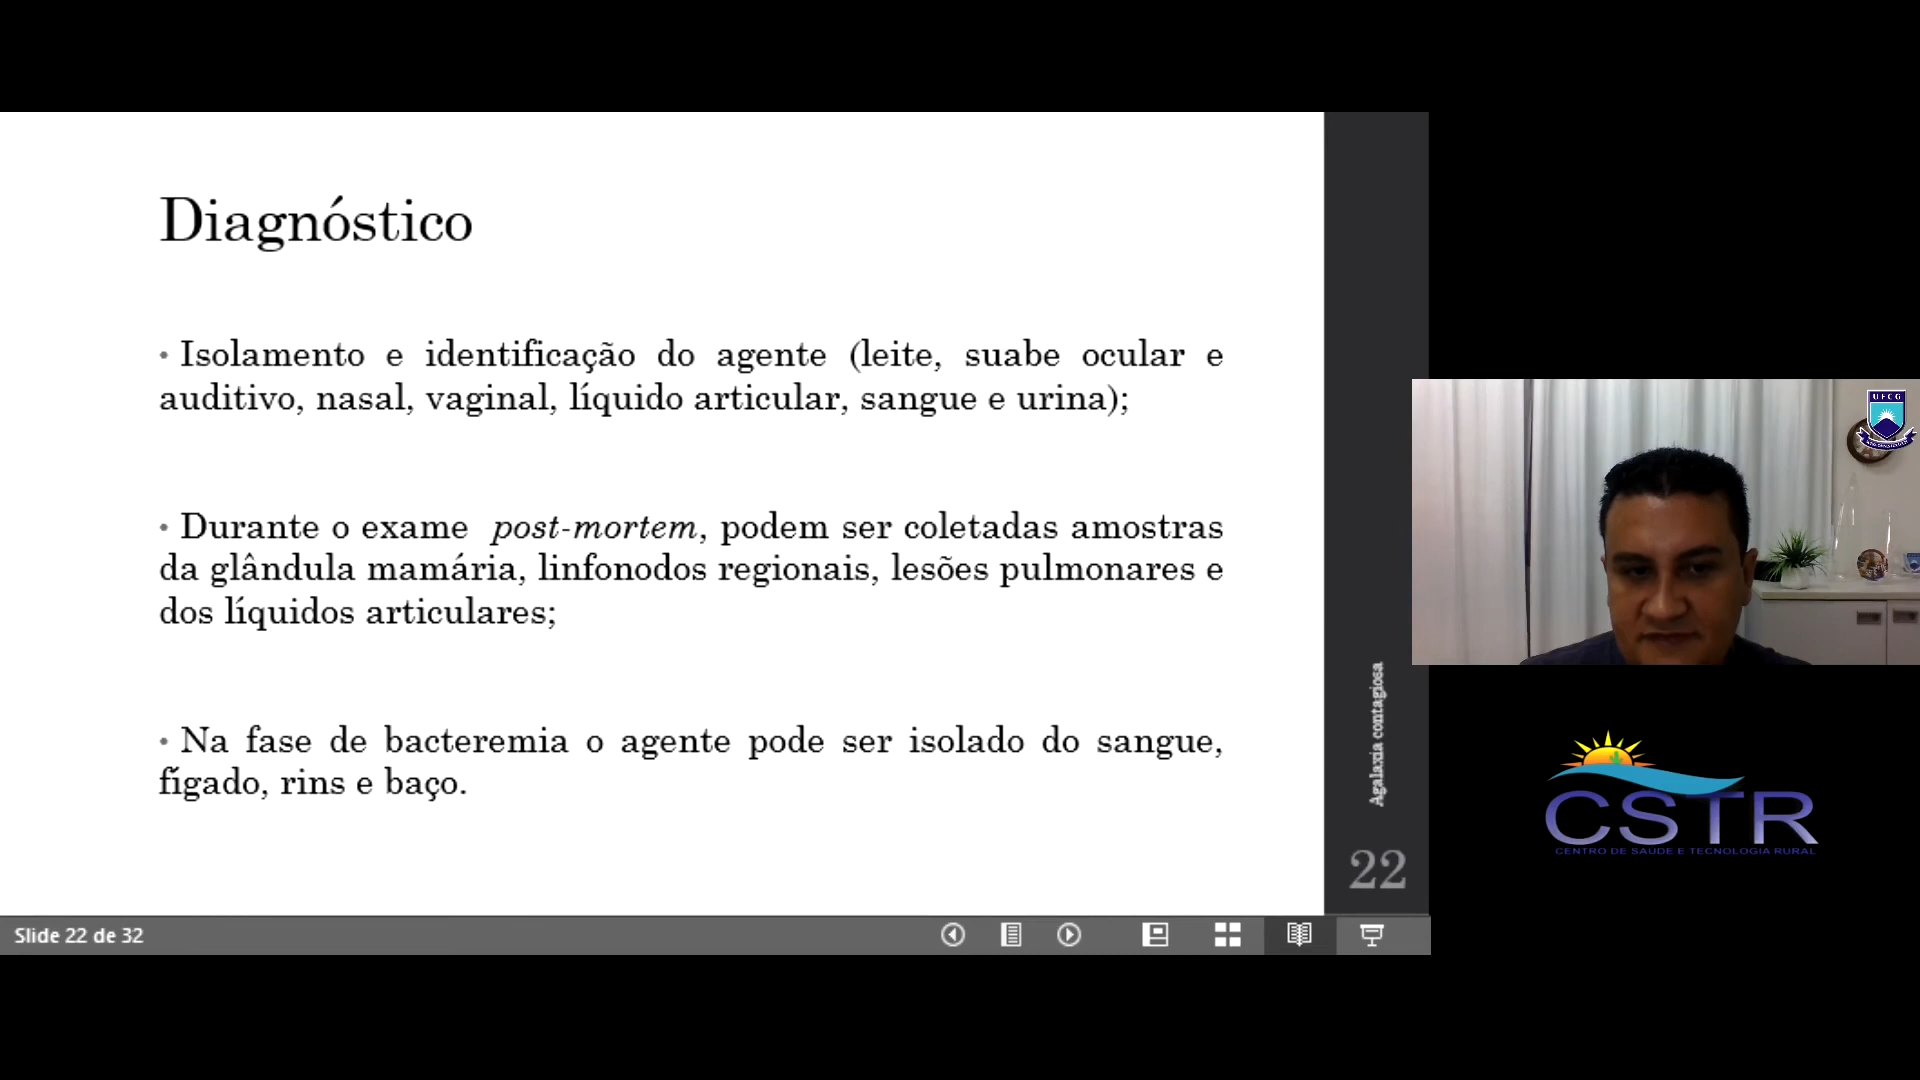 Diagnóstico
• Isolamento e identificação do agente (leite, suabe ocular e
auditivo, nasal, vaginal, líquido articular, sangue e urina);
• Durante o exame post-mortem, podem ser coletadas amostras
da glândula mamária, linfonodos regionais, lesões pulmonares e
dos líquidos articulares;
• Na fase de bacteremia o agente pode ser isolado do sangue,
fígado, rins e baço.
Agalaxia contagiosa
22
Slide 22 de 32
UFCG
CSTR
CENTRO DE SAUDE E TECNOLOGIA RURAL